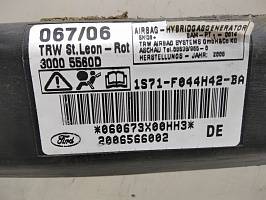 067/06
TRW St.Leon - Rot
3000 5560D
AIRBAG - HYBRIDGASGENERATOR
TRW AIRBAG SYSTEMS GmbH&Co KG
HERSTELLUNGS - JAHR: 2006
1S71-F044H42-BA
*060673X00HH3*
Ford
2006566002
DE